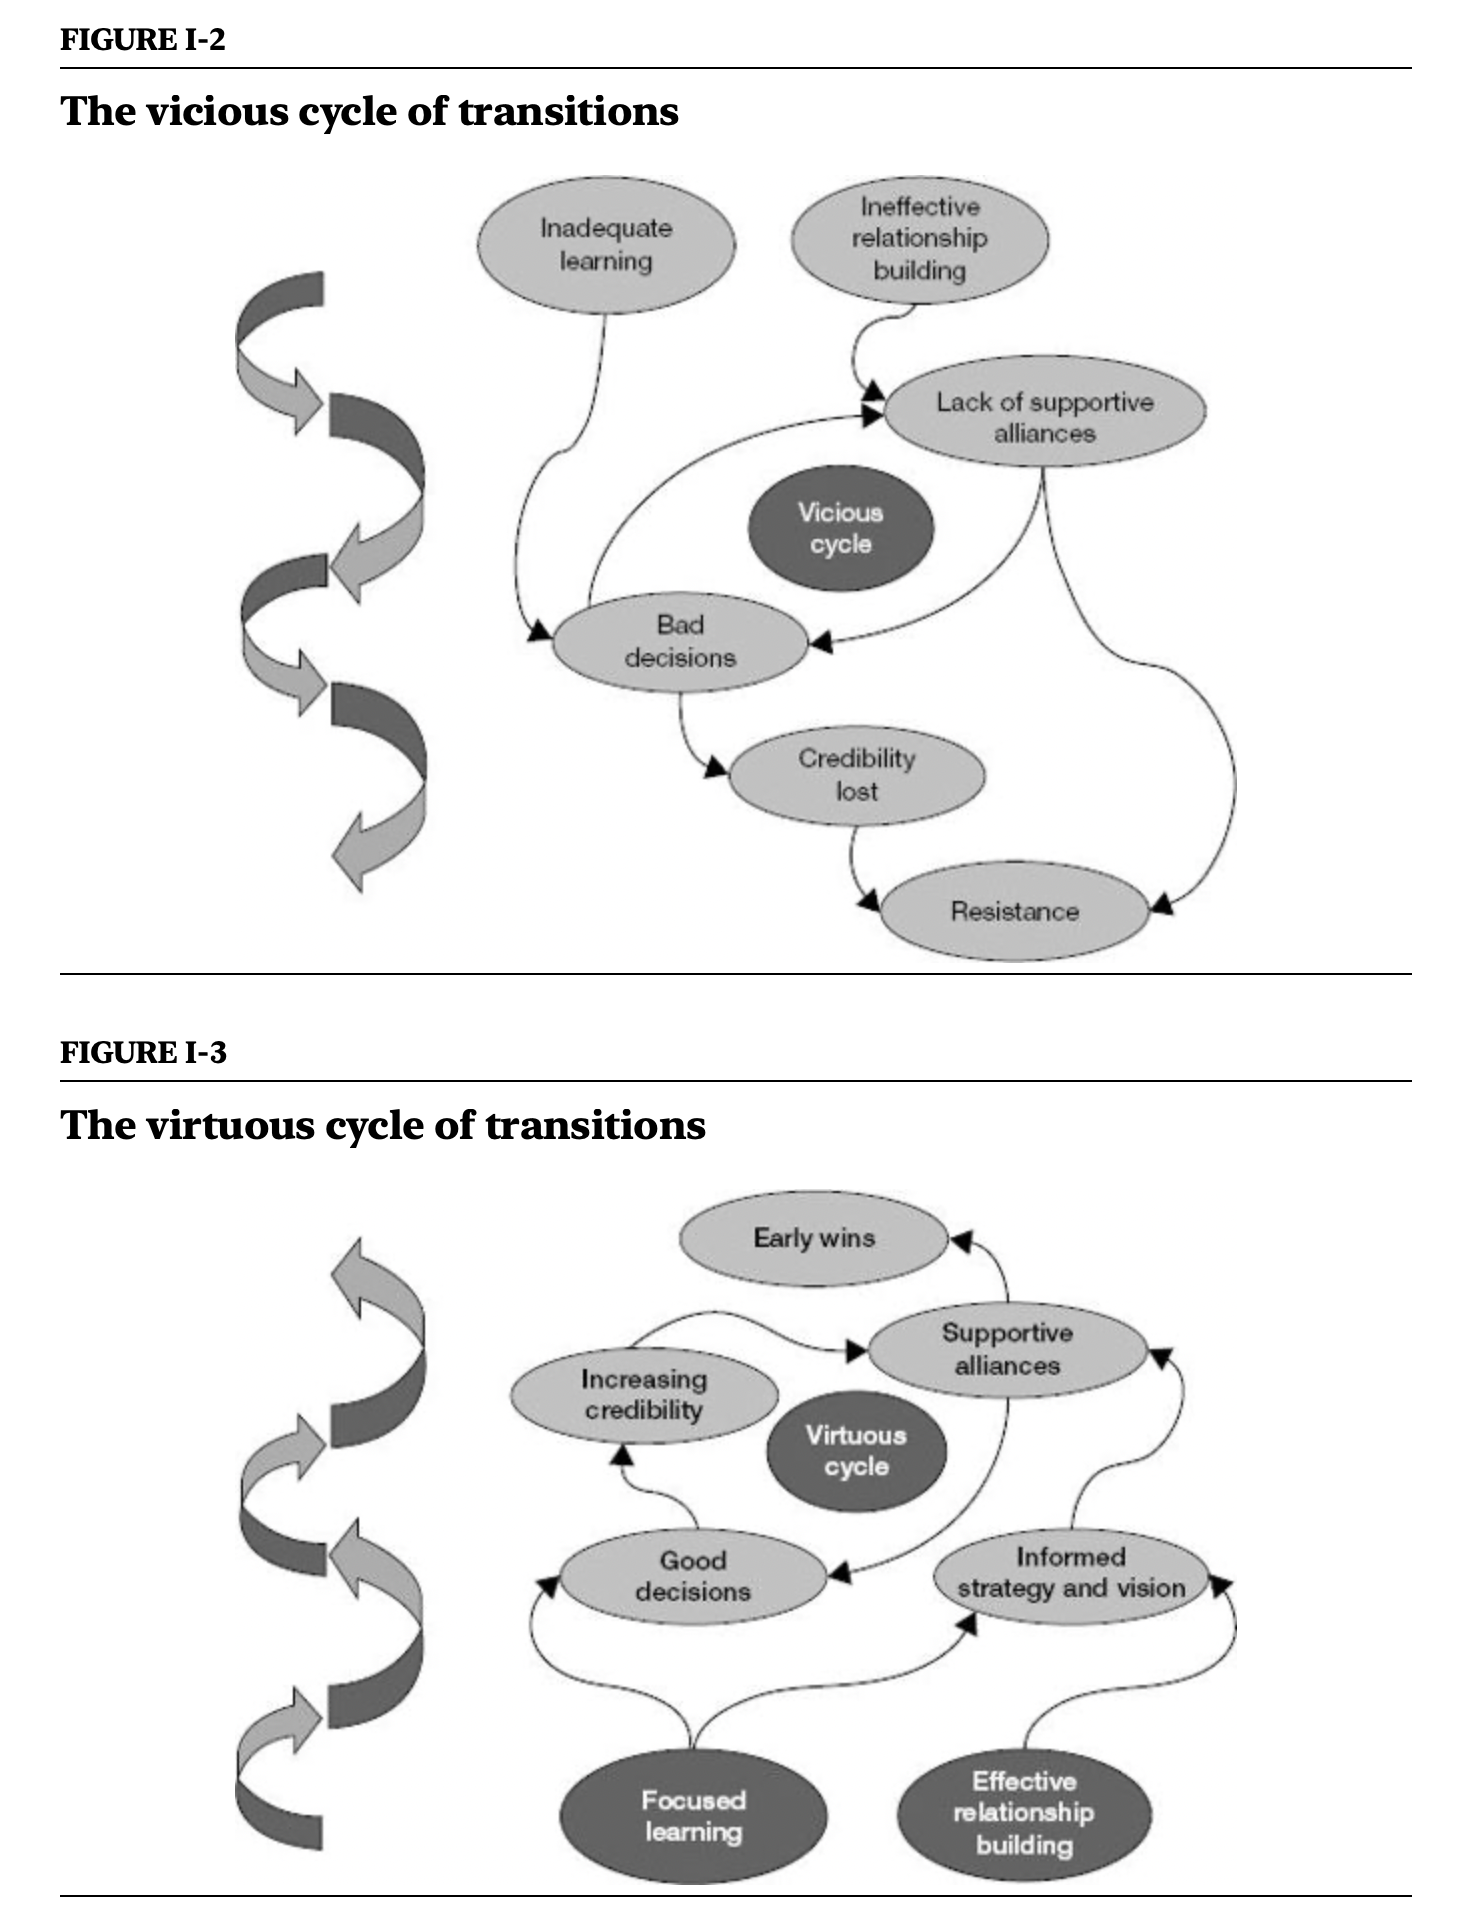 FIGURE I-2
The vicious cycle of transitions
Inadequate
learning
Ineffective
relationship
building
Lack of supportive
alliances
Vicious
cycle
Bad
decisions
Credibility
lost
Resistance
FIGURE I-3
The virtuous cycle of transitions
Early wins
Supportive
alliances
Increasing
credibility
Virtuous
cycle
Good
decisions
Informed
strategy and vision
Focused
learning
Effective
relationship
building